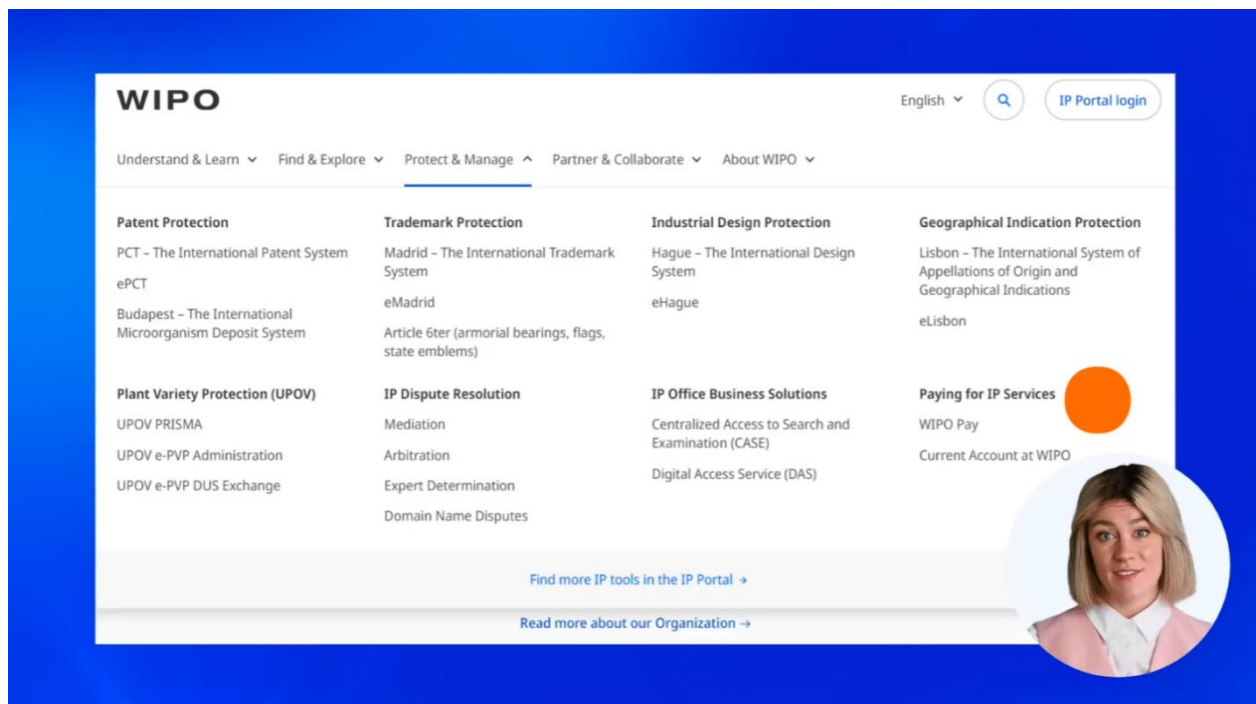 WIPO
English
IP Portal login
Understand & Learn
Find & Explore
Protect & Manage
Partner & Collaborate
About WIPO
Patent Protection
PCT – The International Patent System
ePCT
Budapest – The International
Microorganism Deposit System
Trademark Protection
Madrid – The International Trademark
System
eMadrid
Article 6ter (armorial bearings, flags,
state emblems)
Industrial Design Protection
Hague – The International Design
System
eHague
Geographical Indication Protection
Lisbon – The International System of
Appellations of Origin and
Geographical Indications
eLisbon
Plant Variety Protection (UPOV)
UPOV PRISMA
UPOV e-PVP Administration
UPOV e-PVP DUS Exchange
IP Dispute Resolution
Mediation
Arbitration
Expert Determination
Domain Name Disputes
IP Office Business Solutions
Centralized Access to Search and
Examination (CASE)
Digital Access Service (DAS)
Paying for IP Services
WIPO Pay
Current Account at WIPO
Find more IP tools in the IP Portal →
Read more about our Organization →